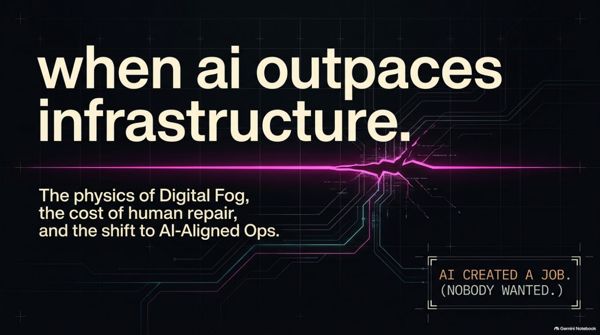 when ai outpaces
infrastructure.
The physics of Digital Fog,
the cost of human repair,
and the shift to AI-Aligned Ops.
AI CREATED A JOB.
(NOBODY WANTED.)
Gemini Notebook